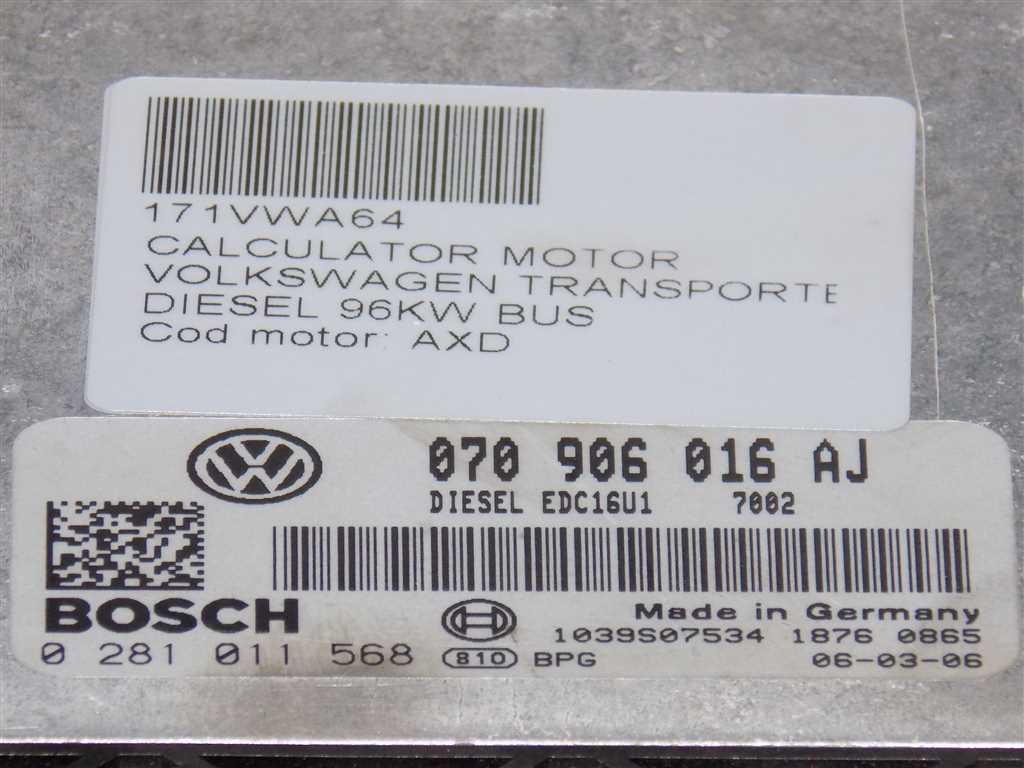 171VWA64
CALCULATOR MOTOR
VOLKSWAGEN TRANSPORTE
DIESEL 96KW BUS
Cod motor: AXD
070 906 016 AJ
DIESEL EDC16U1 7002
BOSCH
Made in Germany
1039S07534 1876 0865
0 281 011 568 810 BPG 06-03-06